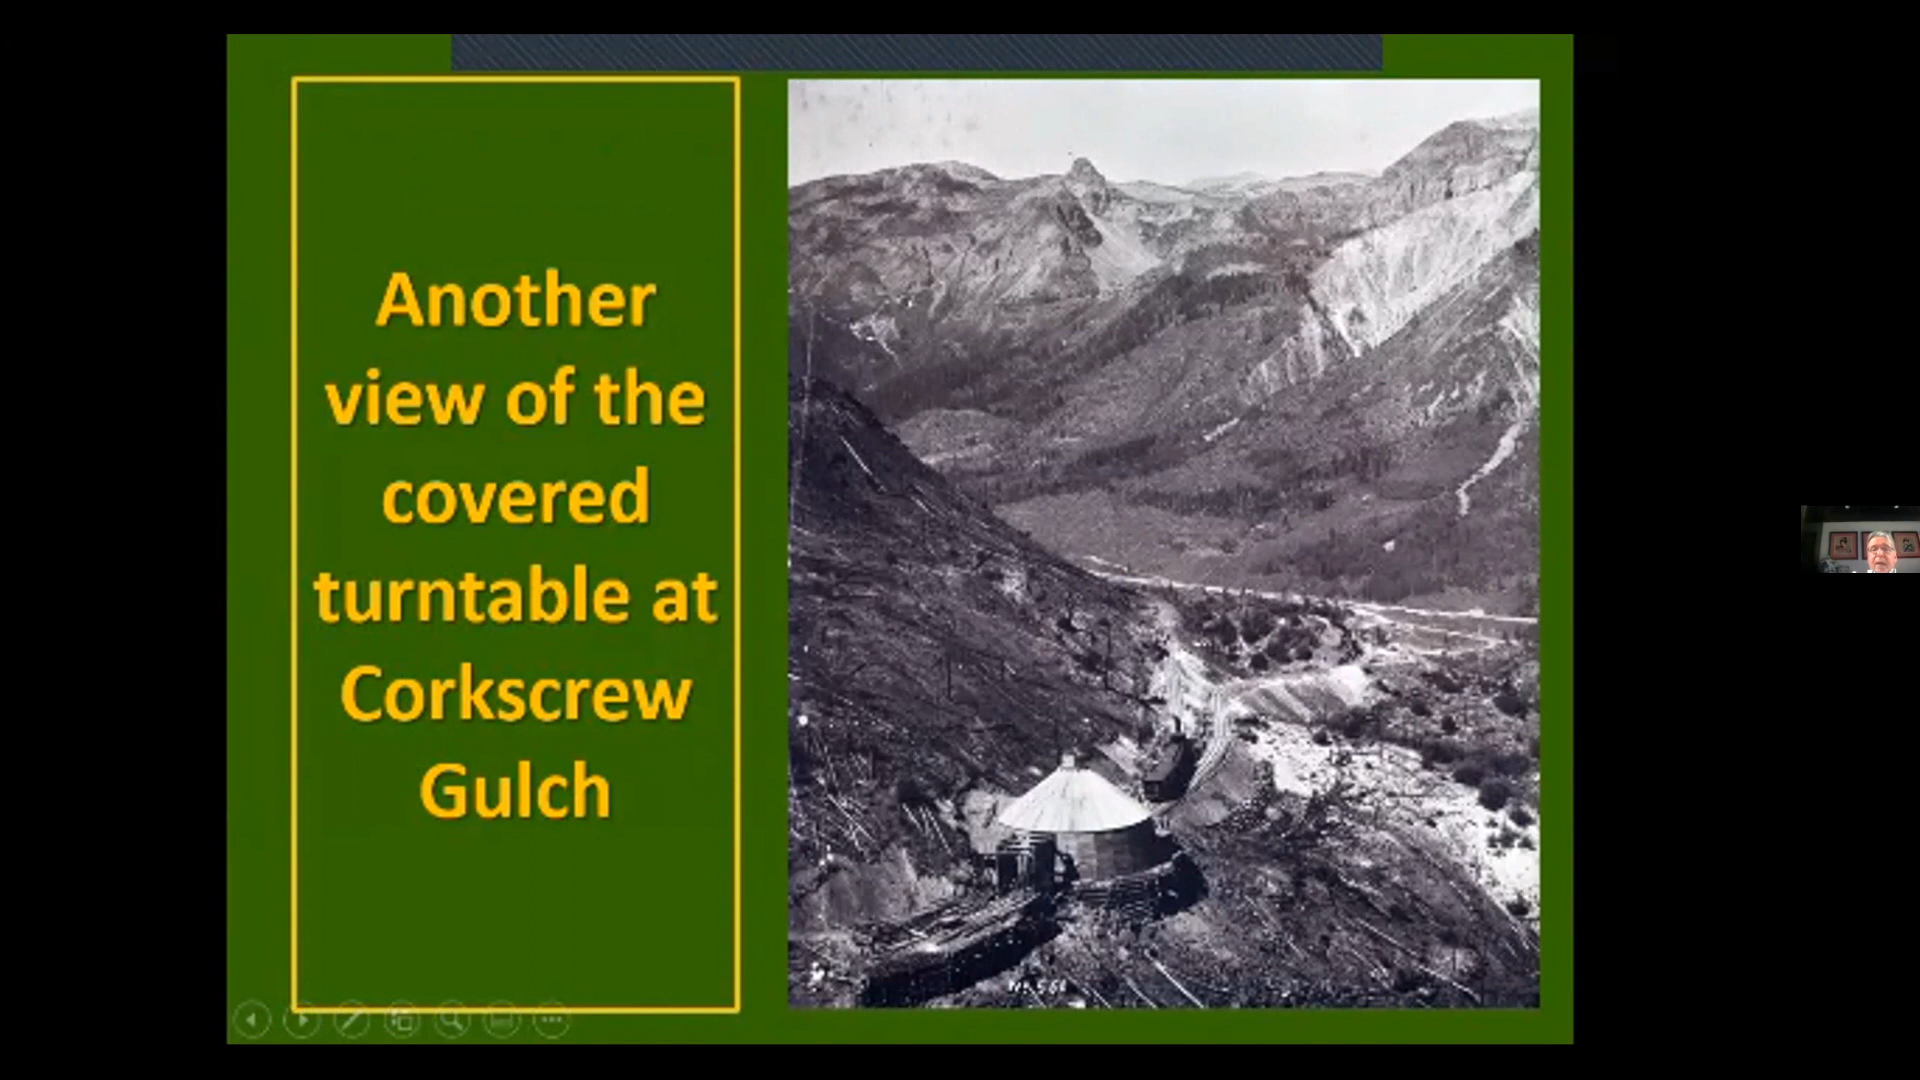 Another
view of the
covered
turntable at
Corkscrew
Gulch